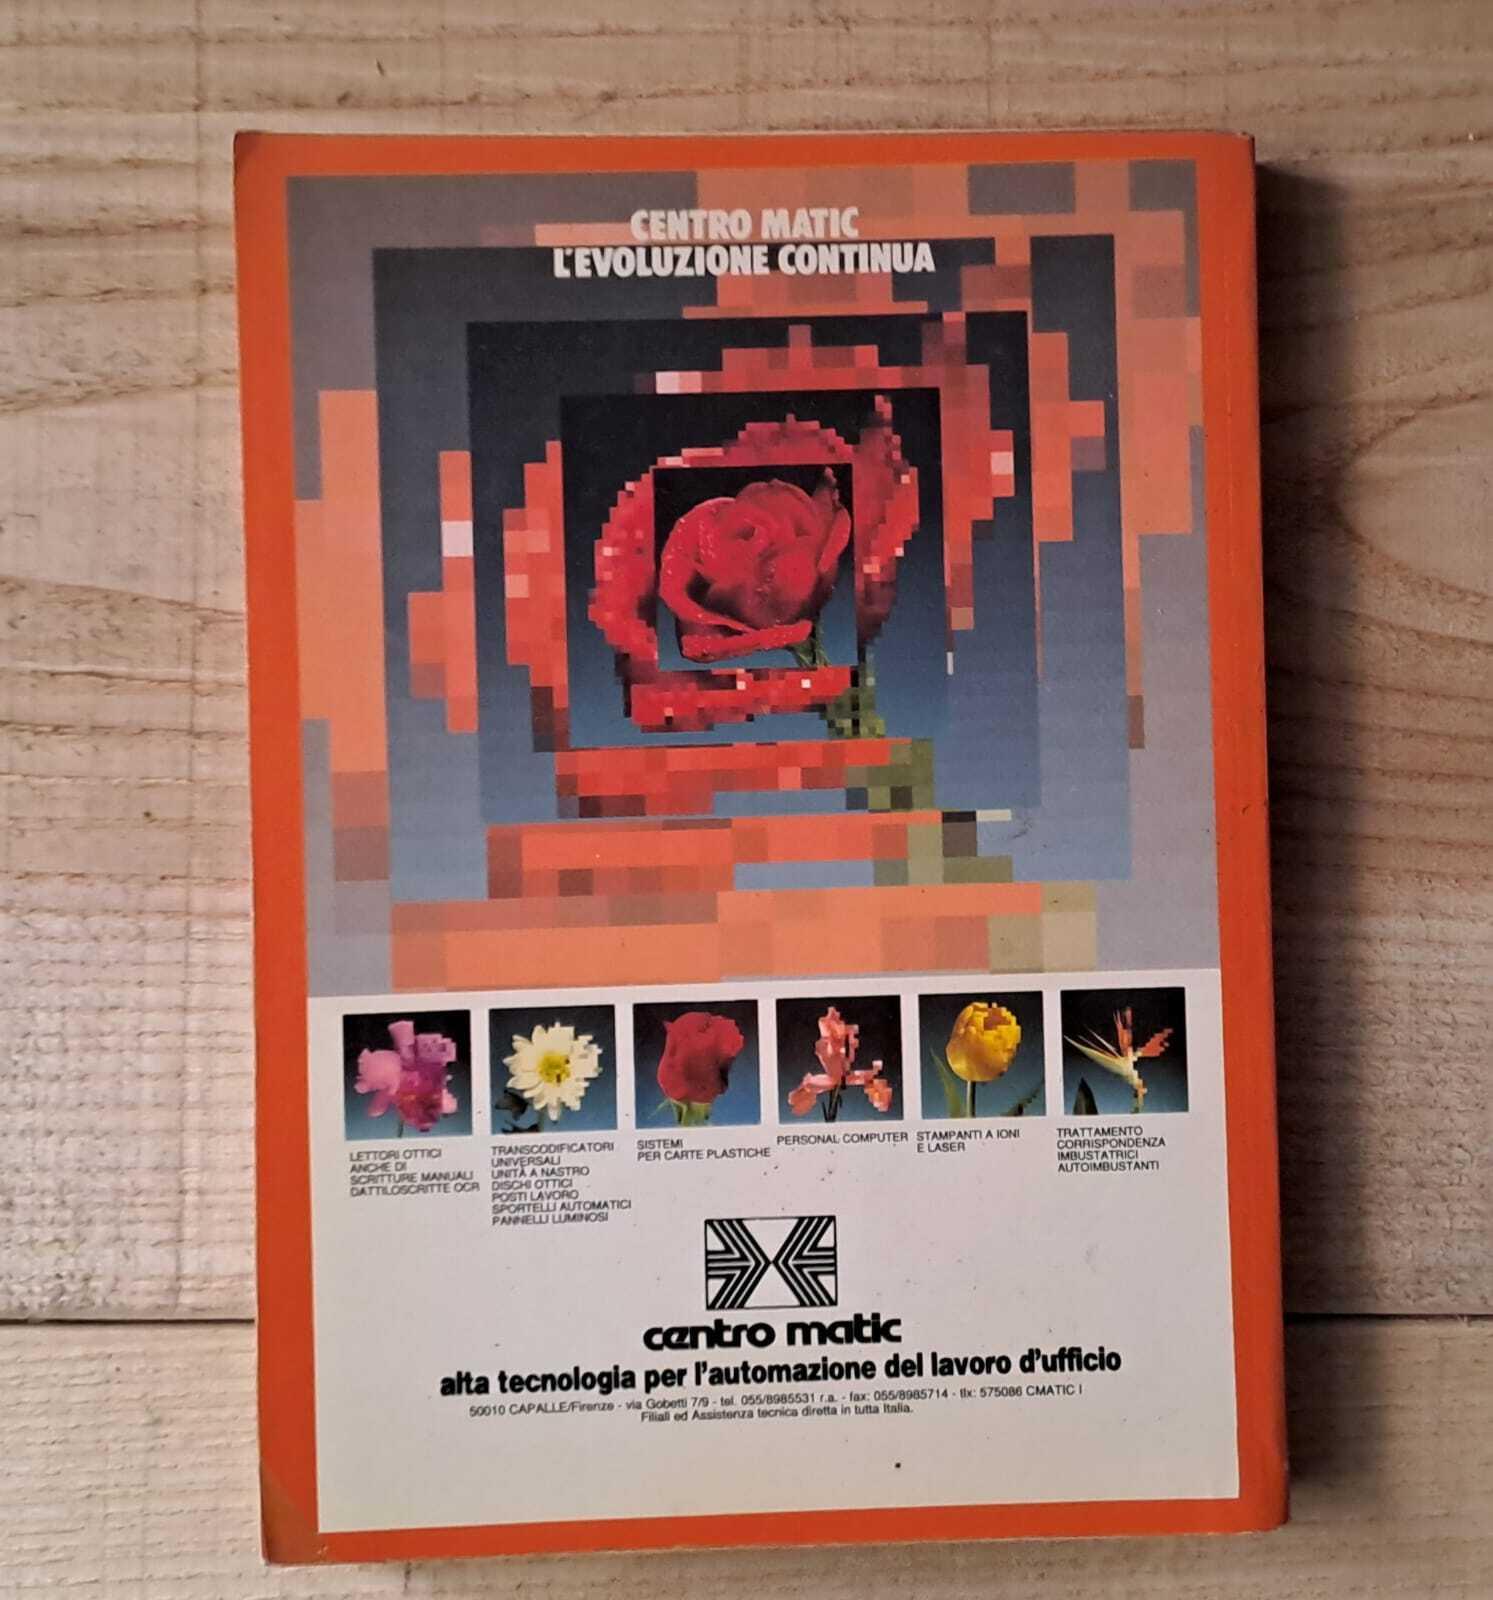 CENTRO MATIC
L'EVOLUZIONE CONTINUA
LETTORI OTTICI
ANCHE DI
SCRITTURE MANUALI
DATTILOSCRITTE OCR
TRANSCODIFICATORI
UNIVERSALI
UNITÀ A NASTRO
DISCHI OTTICI
POSTI LAVORO
SPORTELLI AUTOMATICI
PANNELLI LUMINOSI
SISTEMI
PER CARTE PLASTICHE
PERSONAL COMPUTER
STAMPANTI A IONI
E LASER
TRATTAMENTO
CORRISPONDENZA
IMBUSTATRICI
AUTOIMBUSTANTI
centro matic
alta tecnologia per l'automazione del lavoro d'ufficio
50010 CAPALLE/Firenze - via Gobetti 7/9 - tel. 055/8985531 r.a. - fax: 055/8985714 - tlx: 575086 CMATIC I
Filiali ed Assistenza tecnica diretta in tutta Italia.